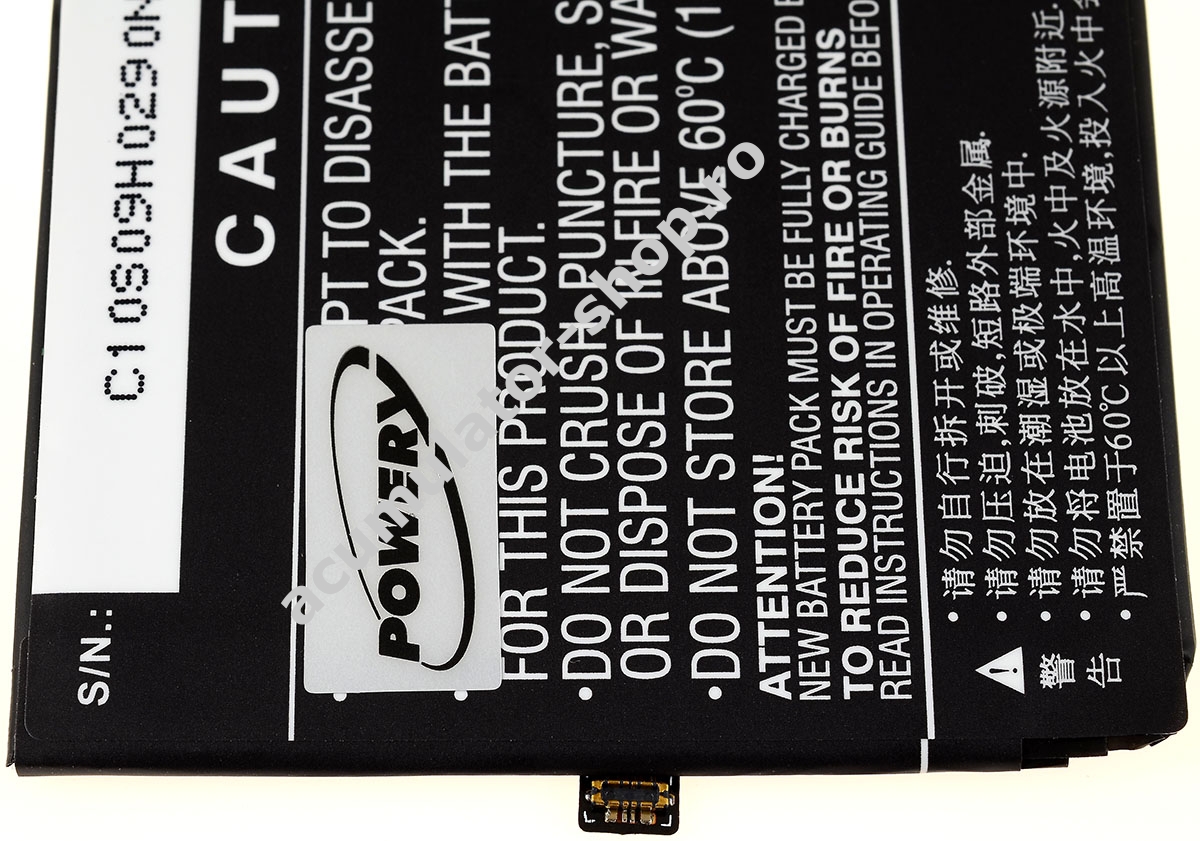 S/N.:
C10S09H0290N
CAUT
PT TO DISASSE
PACK.
WITH THE BATT
FOR THIS PRODUCT.
• DO NOT CRUSH, PUNCTURE, S
OR DISPOSE OF IN FIRE OR WA
• DO NOT STORE ABOVE 60°C (1
ATTENTION!
NEW BATTERY PACK MUST BE FULLY CHARGED B
TO REDUCE RISK OF FIRE OR BURNS
READ INSTRUCTIONS IN OPERATING GUIDE BEFO
警告
• 请勿自行拆开或维修.
• 请勿压迫,刺破,短路外部金属.
• 请勿放在潮湿或极端环境中.
• 请勿将电池放在水中,火中及火源附近.
• 严禁置于60℃以上高温环境,投入火中
POWERY
acumulator-shop.ro